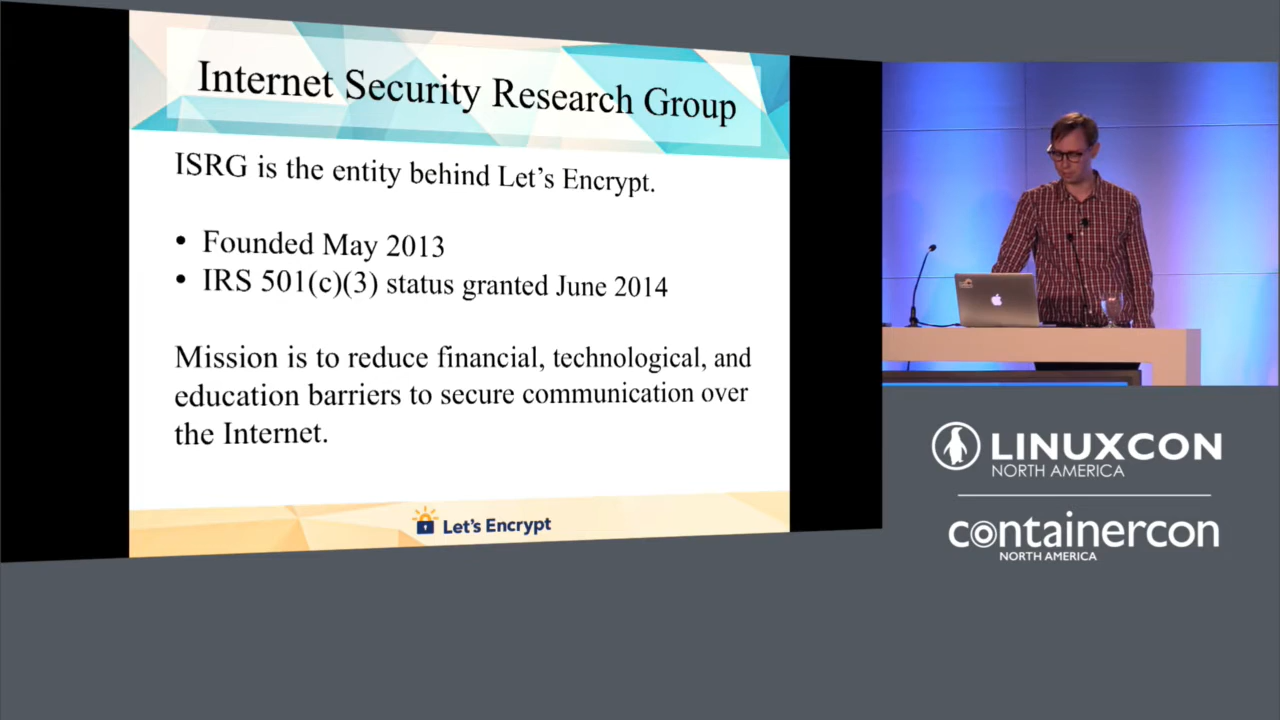 Internet Security Research Group
ISRG is the entity behind Let's Encrypt.
• Founded May 2013
• IRS 501(c)(3) status granted June 2014
Mission is to reduce financial, technological, and
education barriers to secure communication over
the Internet.
Let's Encrypt
LINUXCON
NORTH AMERICA
containercon
NORTH AMERICA